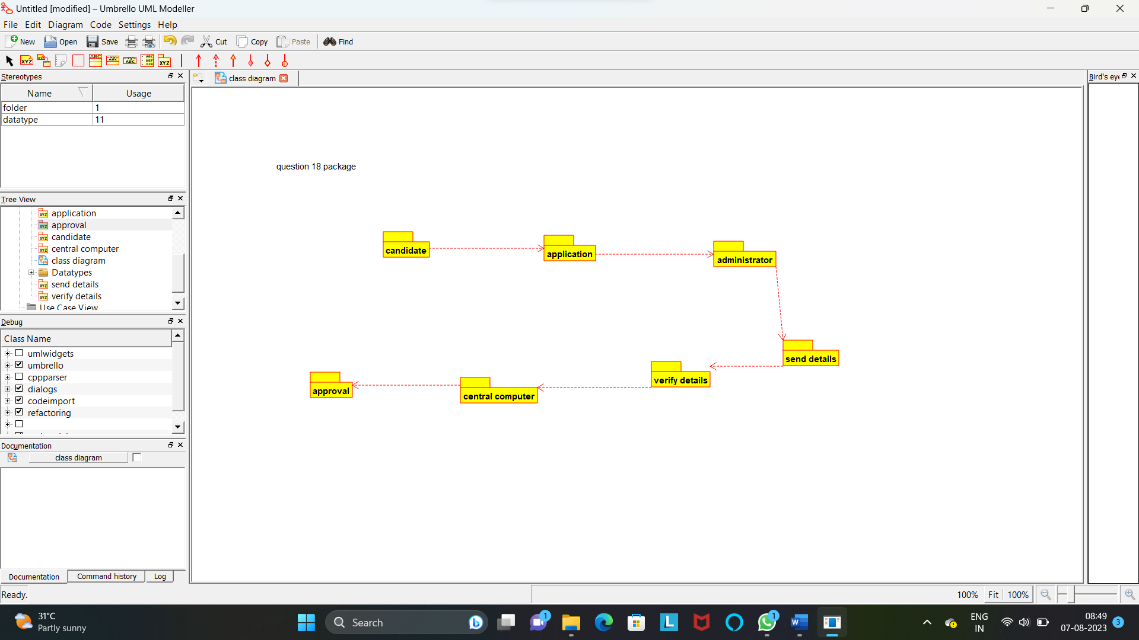 Untitled [modified] – Umbrello UML Modeller
File Edit Diagram Code Settings Help
New Open Save Cut Copy Paste Find
Stereotypes
class diagram
Bird's ey
Name Usage
folder 1
datatype 11
question 18 package
Tree View
application
approval
candidate
central computer
class diagram
Datatypes
send details
verify details
Use Case View
candidate
application
administrator
send details
verify details
central computer
approval
Debug
Class Name
umlwidgets
umbrello
cppparser
dialogs
codeimport
refactoring
Documentation
class diagram
Documentation Command history Log
Ready.
100% Fit 100%
31°C
Partly sunny
Search
ENG
IN
08:49
07-08-2023